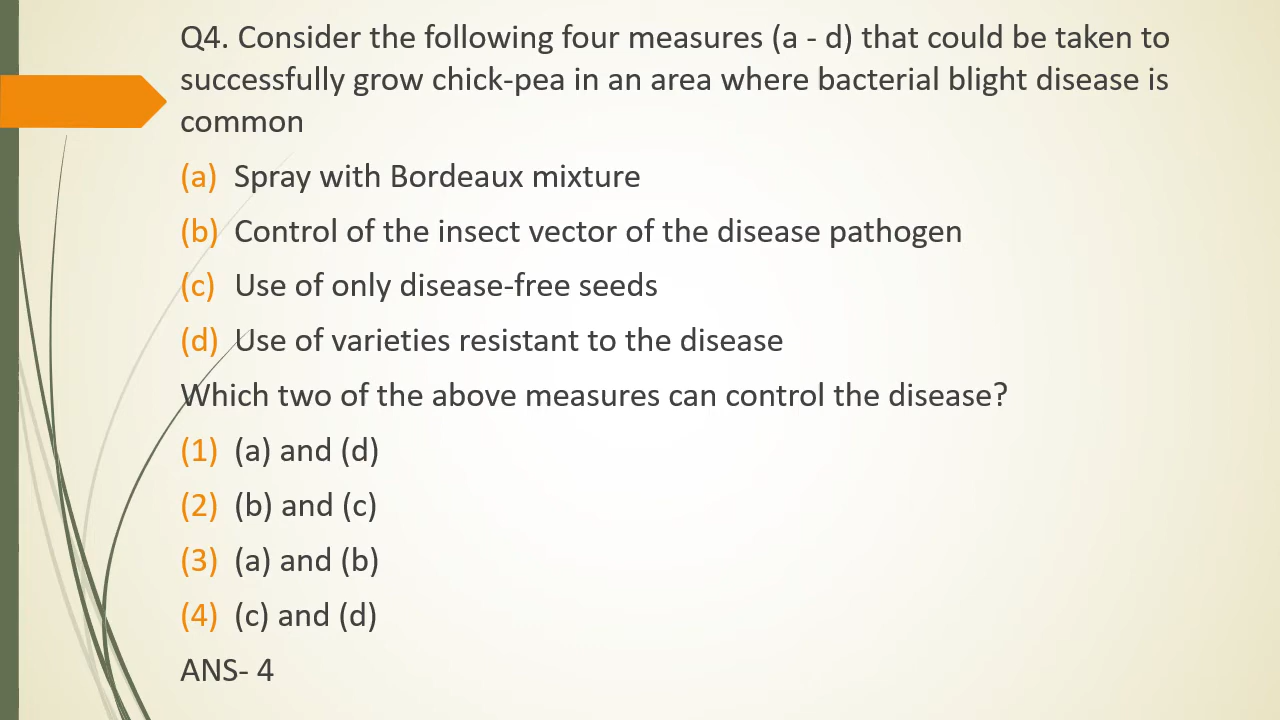 Q4. Consider the following four measures (a - d) that could be taken to
successfully grow chick-pea in an area where bacterial blight disease is
common
(a) Spray with Bordeaux mixture
(b) Control of the insect vector of the disease pathogen
(c) Use of only disease-free seeds
(d) Use of varieties resistant to the disease
Which two of the above measures can control the disease?
(1) (a) and (d)
(2) (b) and (c)
(3) (a) and (b)
(4) (c) and (d)
ANS- 4